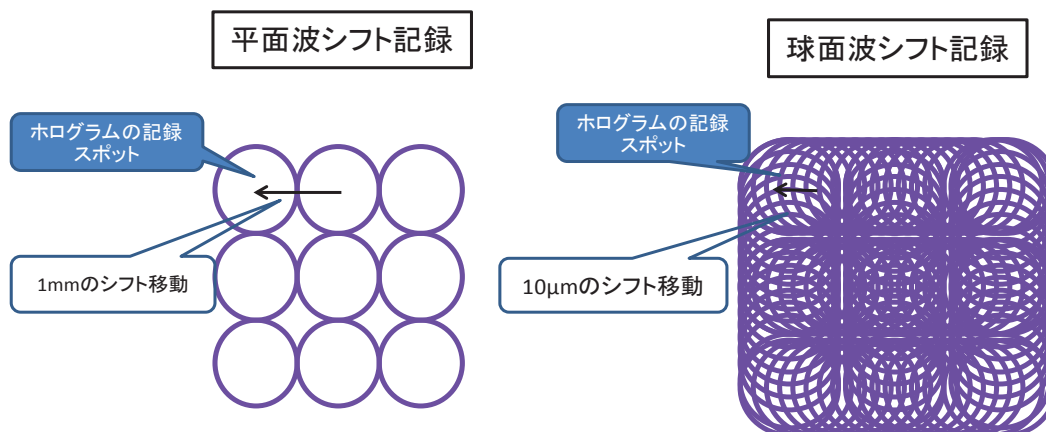 平面波シフト記録
ホログラムの記録
スポット
1mmのシフト移動
球面波シフト記録
ホログラムの記録
スポット
10μmのシフト移動